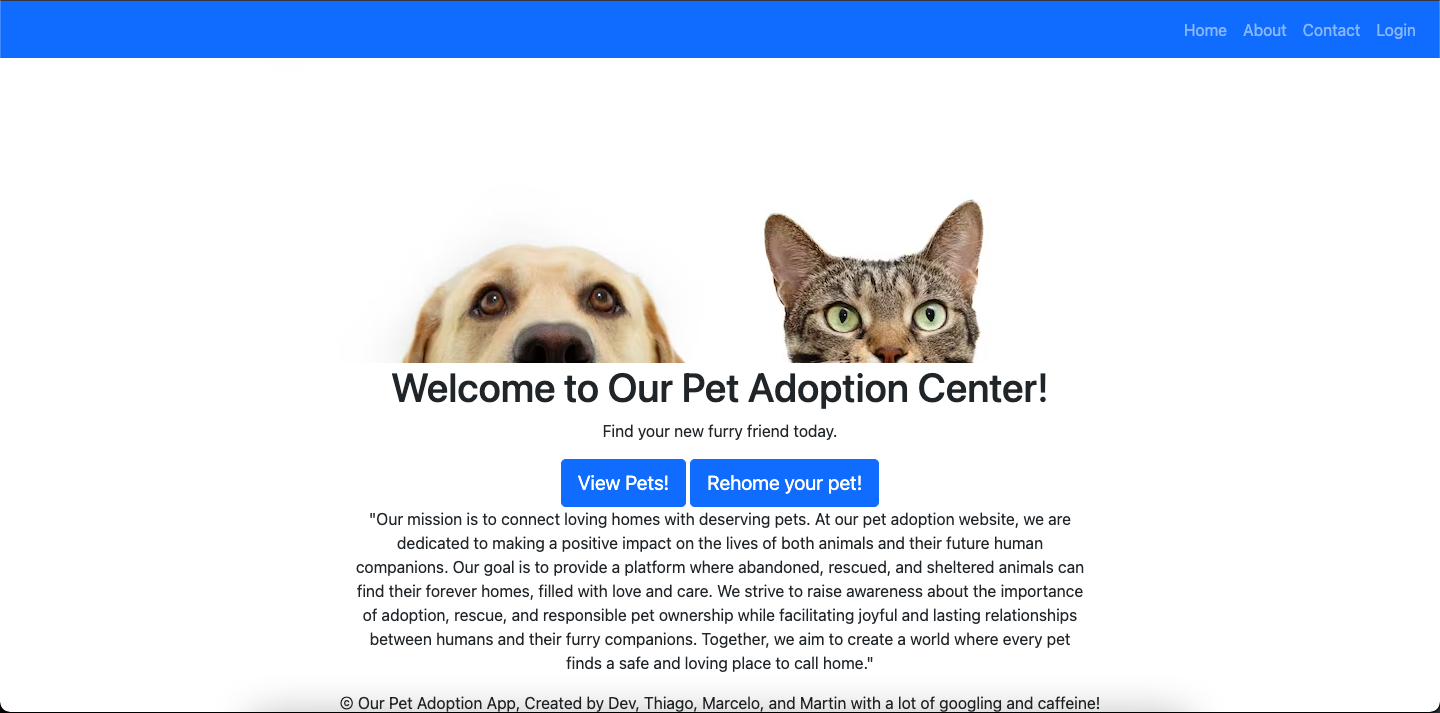 Home About Contact Login
Welcome to Our Pet Adoption Center!
Find your new furry friend today.
View Pets! Rehome your pet!
"Our mission is to connect loving homes with deserving pets. At our pet adoption website, we are
dedicated to making a positive impact on the lives of both animals and their future human
companions. Our goal is to provide a platform where abandoned, rescued, and sheltered animals can
find their forever homes, filled with love and care. We strive to raise awareness about the importance
of adoption, rescue, and responsible pet ownership while facilitating joyful and lasting relationships
between humans and their furry companions. Together, we aim to create a world where every pet
finds a safe and loving place to call home."
© Our Pet Adoption App, Created by Dev, Thiago, Marcelo, and Martin with a lot of googling and caffeine!